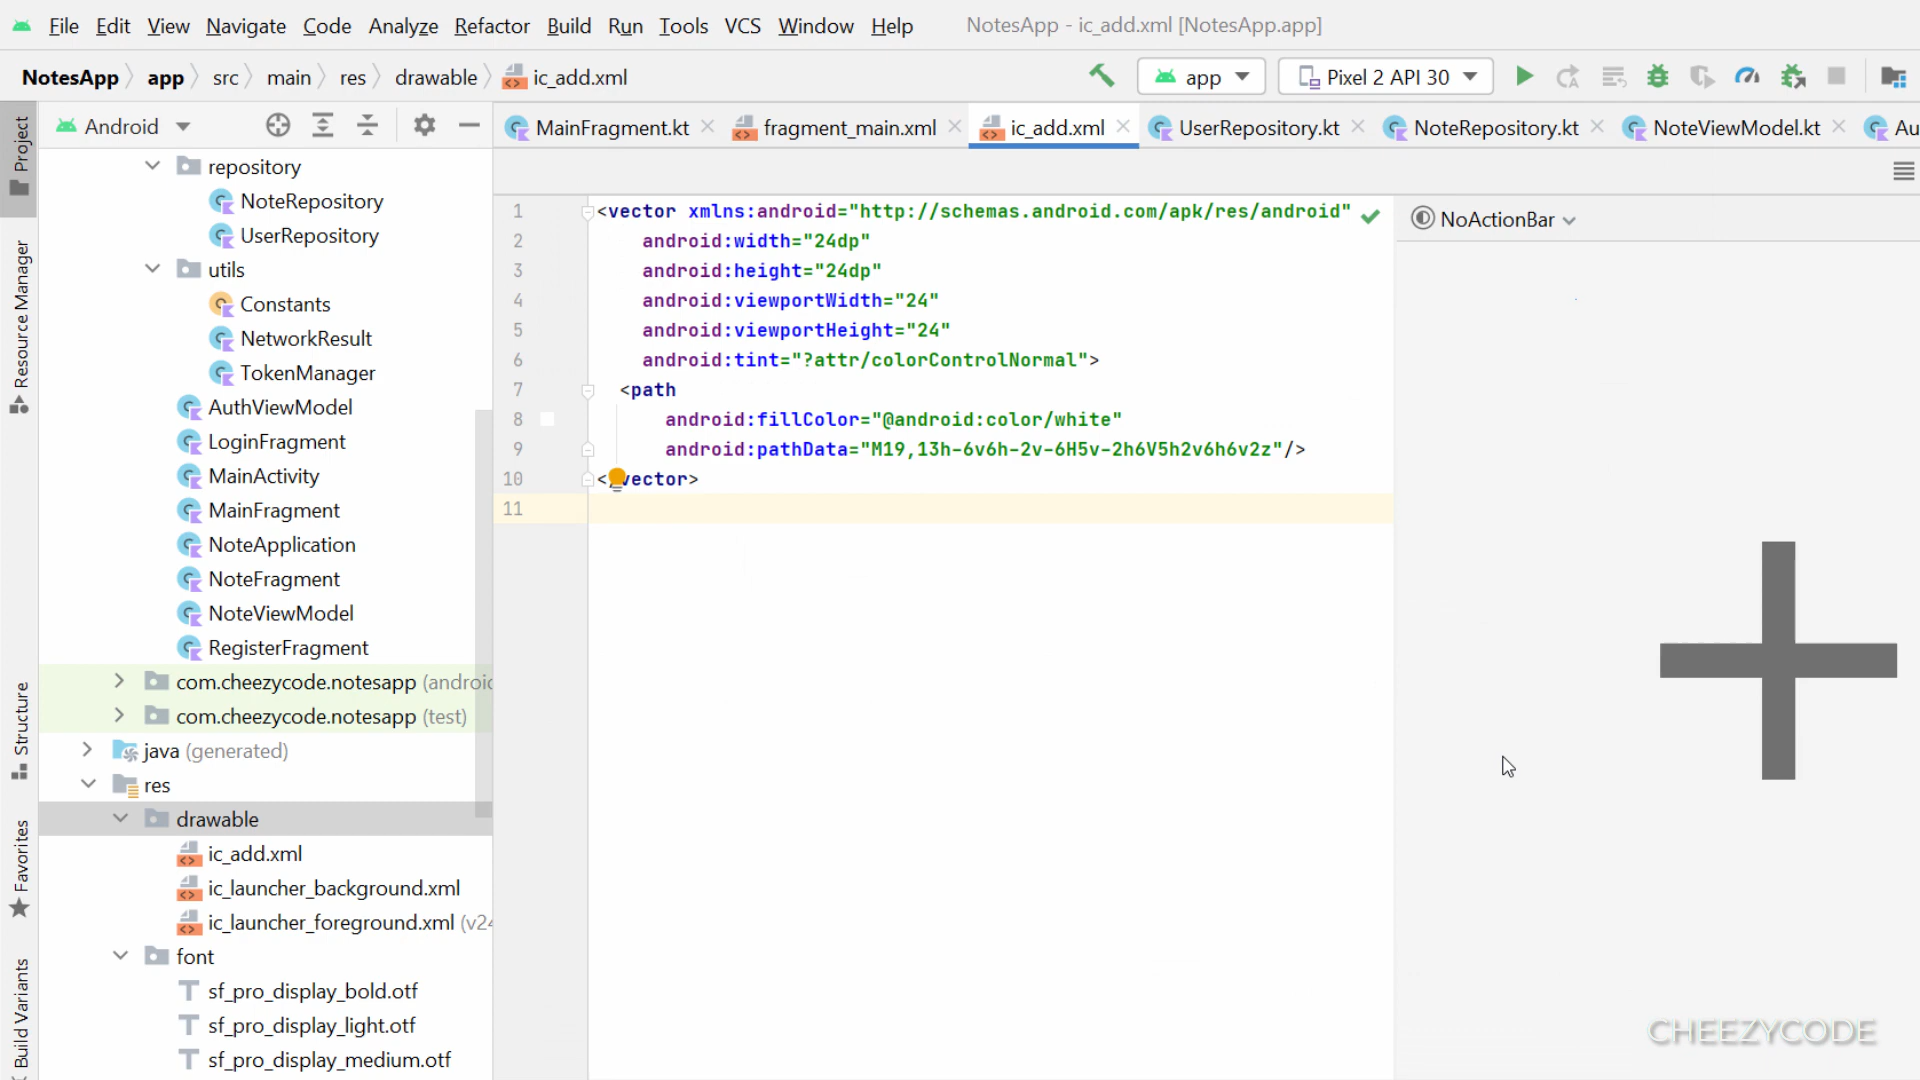 File Edit View Navigate Code Analyze Refactor Build Run Tools VCS Window Help NotesApp - ic_add.xml [NotesApp.app]
NotesApp app src main res drawable ic_add.xml app Pixel 2 API 30
Project
Resource Manager
Structure
Favorites
Build Variants
Android
repository
NoteRepository
UserRepository
utils
Constants
NetworkResult
TokenManager
AuthViewModel
LoginFragment
MainActivity
MainFragment
NoteApplication
NoteFragment
NoteViewModel
RegisterFragment
com.cheezycode.notesapp (androic
com.cheezycode.notesapp (test)
java (generated)
res
drawable
ic_add.xml
ic_launcher_background.xml
ic_launcher_foreground.xml (v24
font
sf_pro_display_bold.otf
sf_pro_display_light.otf
sf_pro_display_medium.otf
MainFragment.kt fragment_main.xml ic_add.xml UserRepository.kt NoteRepository.kt NoteViewModel.kt Au
1 <vector xmlns:android="http://schemas.android.com/apk/res/android"
2 android:width="24dp"
3 android:height="24dp"
4 android:viewportWidth="24"
5 android:viewportHeight="24"
6 android:tint="?attr/colorControlNormal">
7 <path
8 android:fillColor="@android:color/white"
9 android:pathData="M19,13h-6v6h-2v-6H5v-2h6V5h2v6h6v2z"/>
10 </vector>
11
NoActionBar
CHEEZYCODE